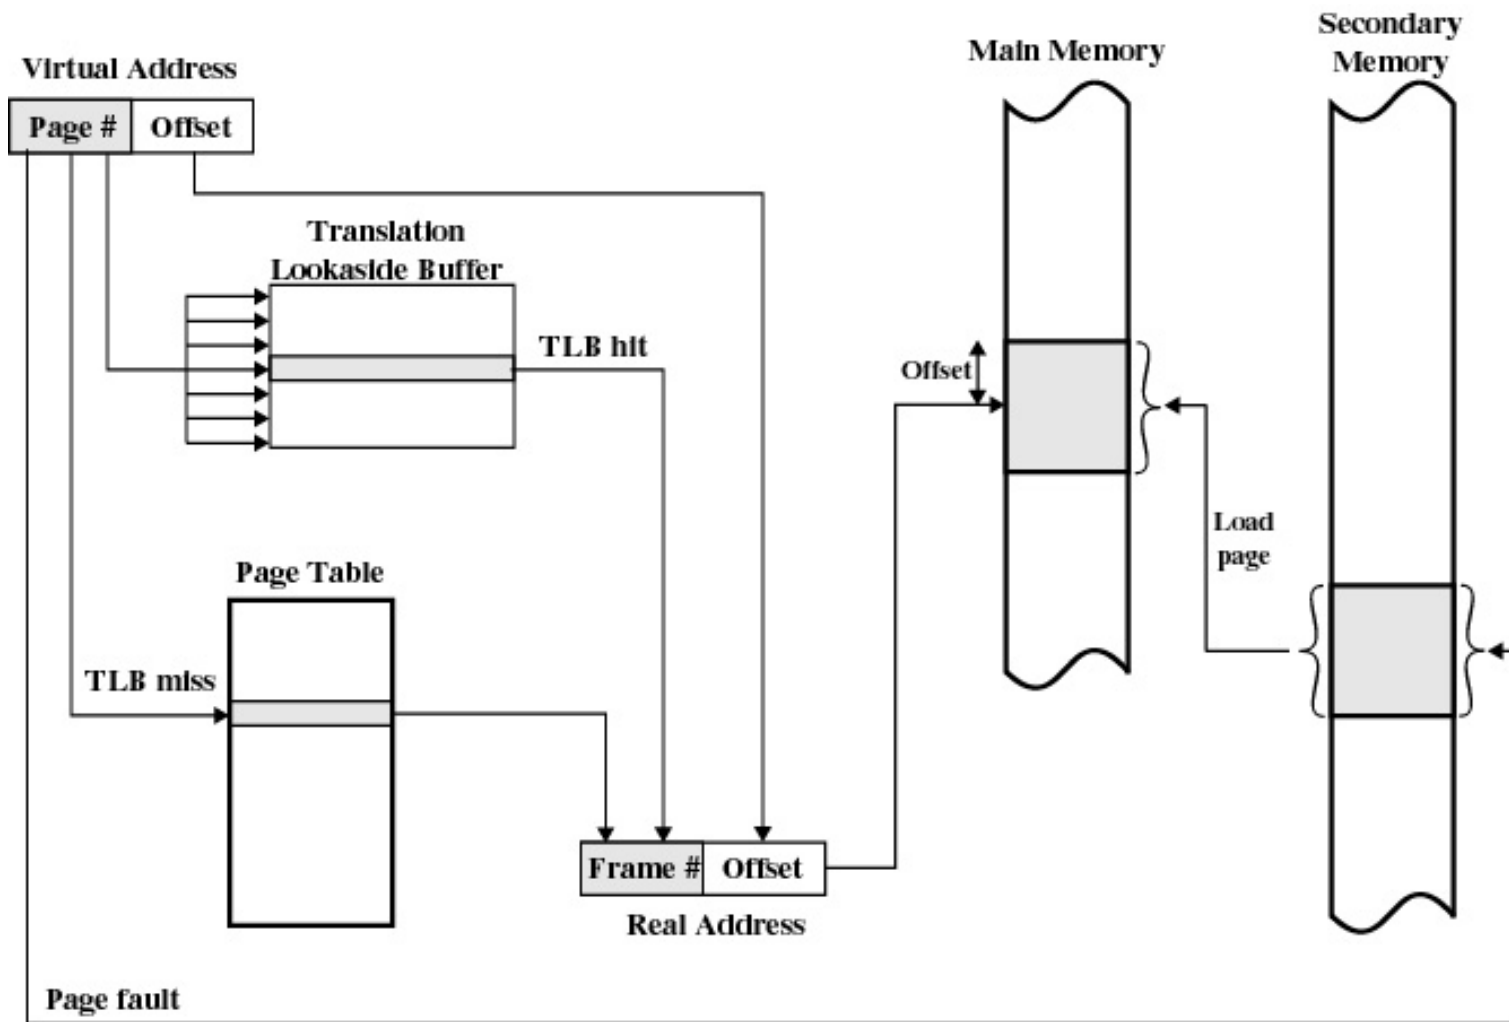 Virtual Address
Page # Offset
Translation
Lookaside Buffer
TLB hit
Page Table
TLB miss
Frame # Offset
Real Address
Page fault
Main Memory
Offset
Load
page
Secondary
Memory